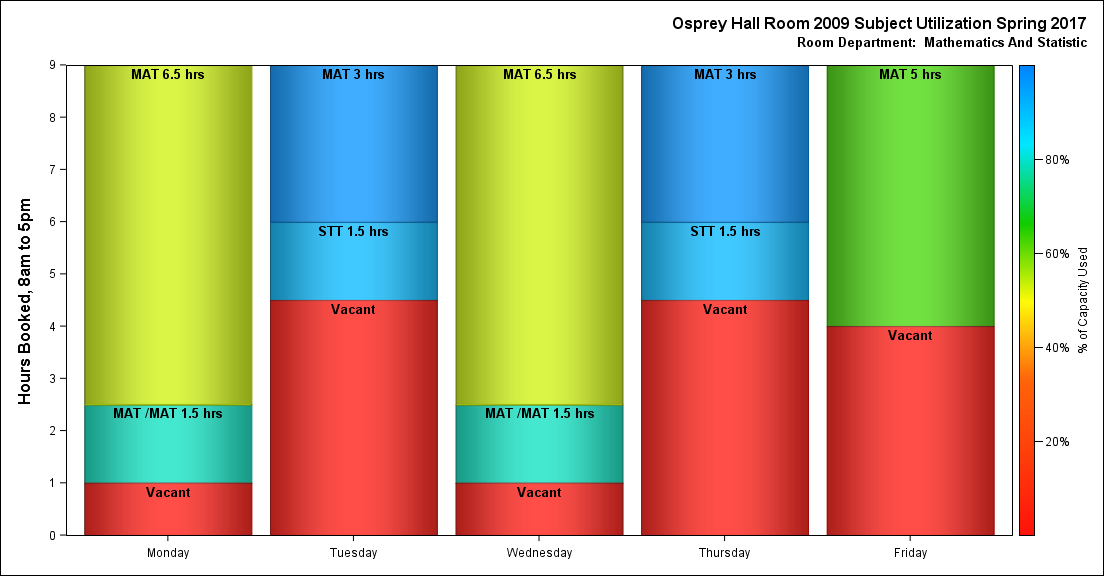 Osprey Hall Room 2009 Subject Utilization Spring 2017
Room Department:  Mathematics And Statistic
Hours Booked, 8am to 5pm
9
8
7
6
5
4
3
2
1
0
MAT 6.5 hrs
MAT /MAT 1.5 hrs
Vacant
MAT 3 hrs
STT 1.5 hrs
Vacant
MAT 6.5 hrs
MAT /MAT 1.5 hrs
Vacant
MAT 3 hrs
STT 1.5 hrs
Vacant
MAT 5 hrs
Vacant
Monday
Tuesday
Wednesday
Thursday
Friday
80%
60%
40%
20%
% of Capacity Used